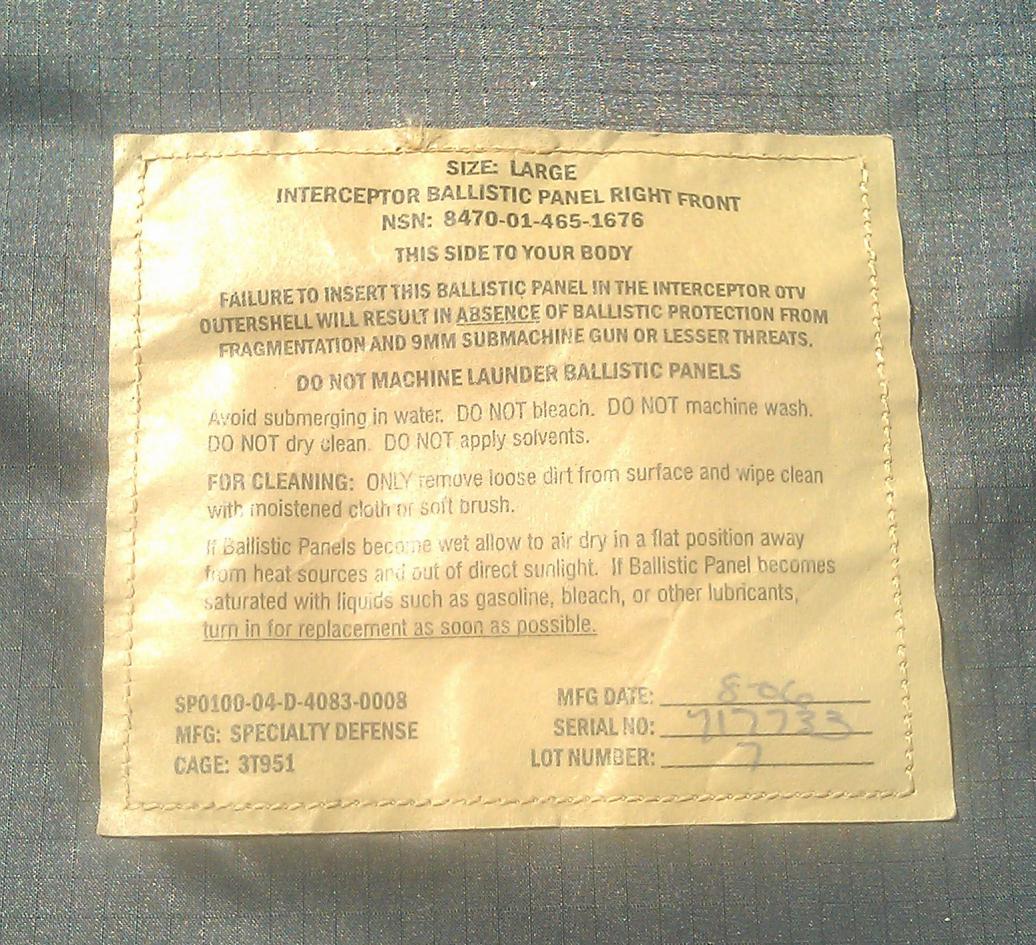 SIZE: LARGE
INTERCEPTOR BALLISTIC PANEL RIGHT FRONT
NSN: 8470-01-465-1676
THIS SIDE TO YOUR BODY
FAILURE TO INSERT THIS BALLISTIC PANEL IN THE INTERCEPTOR OTV
OUTERSHELL WILL RESULT IN ABSENCE OF BALLISTIC PROTECTION FROM
FRAGMENTATION AND 9MM SUBMACHINE GUN OR LESSER THREATS.
DO NOT MACHINE LAUNDER BALLISTIC PANELS
Avoid submerging in water. DO NOT bleach. DO NOT machine wash.
DO NOT dry clean. DO NOT apply solvents.
FOR CLEANING: ONLY remove loose dirt from surface and wipe clean
with moistened cloth or soft brush.
If Ballistic Panels become wet allow to air dry in a flat position away
from heat sources and out of direct sunlight. If Ballistic Panel becomes
saturated with liquids such as gasoline, bleach, or other lubricants,
turn in for replacement as soon as possible.
SP0100-04-D-4083-0008
MFG: SPECIALTY DEFENSE
CAGE: 3T951
MFG DATE: 8-06
SERIAL NO: 717733
LOT NUMBER: 7